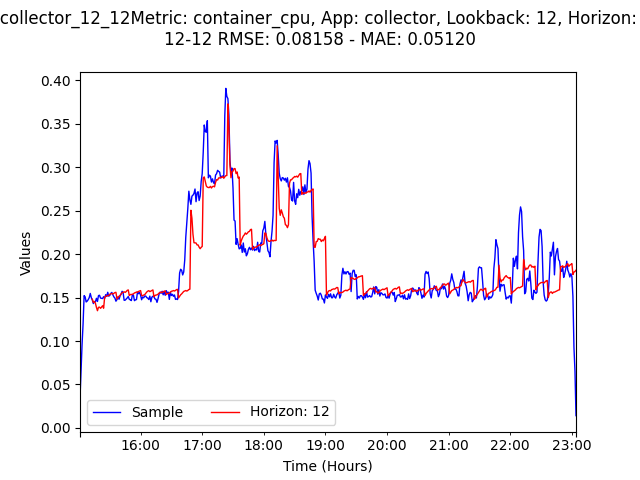 collector_12_12Metric: container_cpu, App: collector, Lookback: 12, Horizon:
12-12 RMSE: 0.08158 - MAE: 0.05120
0.40
0.35
0.30
0.25
0.20
0.15
0.10
0.05
0.00
Values
Sample
Horizon: 12
16:00
17:00
18:00
19:00
20:00
21:00
22:00
23:00
Time (Hours)